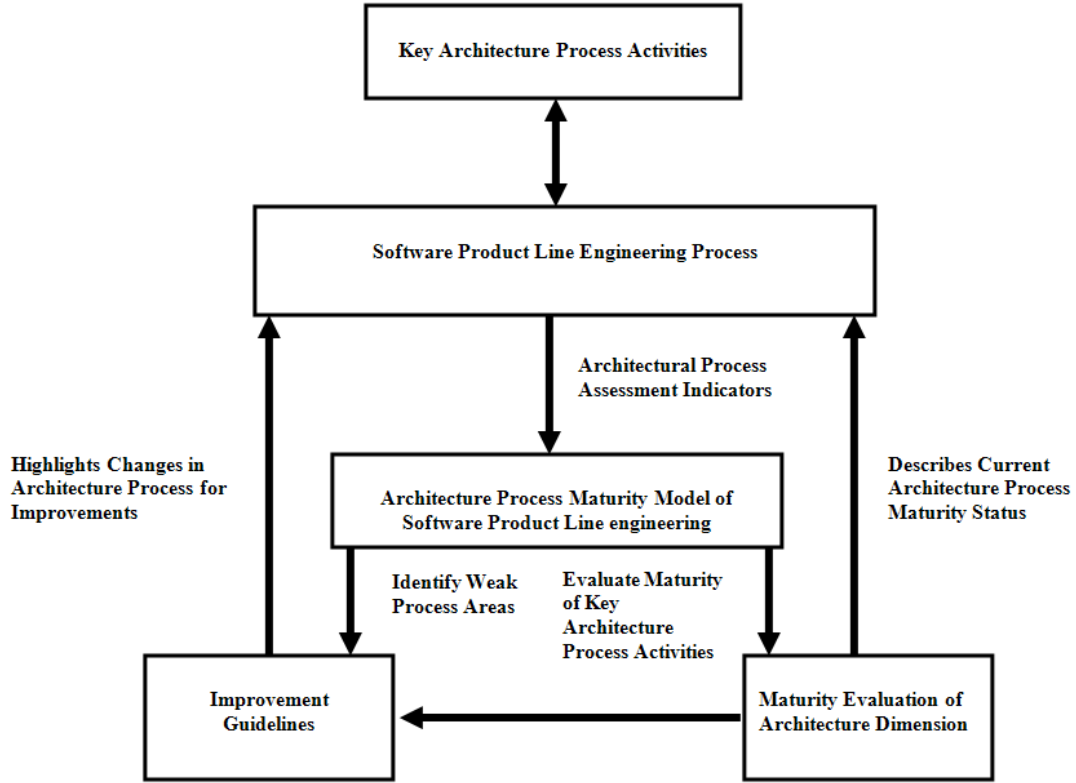 Key Architecture Process Activities
Software Product Line Engineering Process
Architectural Process
Assessment Indicators
Highlights Changes in
Architecture Process for
Improvements
Describes Current
Architecture Process
Maturity Status
Architecture Process Maturity Model of
Software Product Line engineering
Identify Weak
Process Areas
Evaluate Maturity
of Key
Architecture
Process Activities
Improvement
Guidelines
Maturity Evaluation of
Architecture Dimension